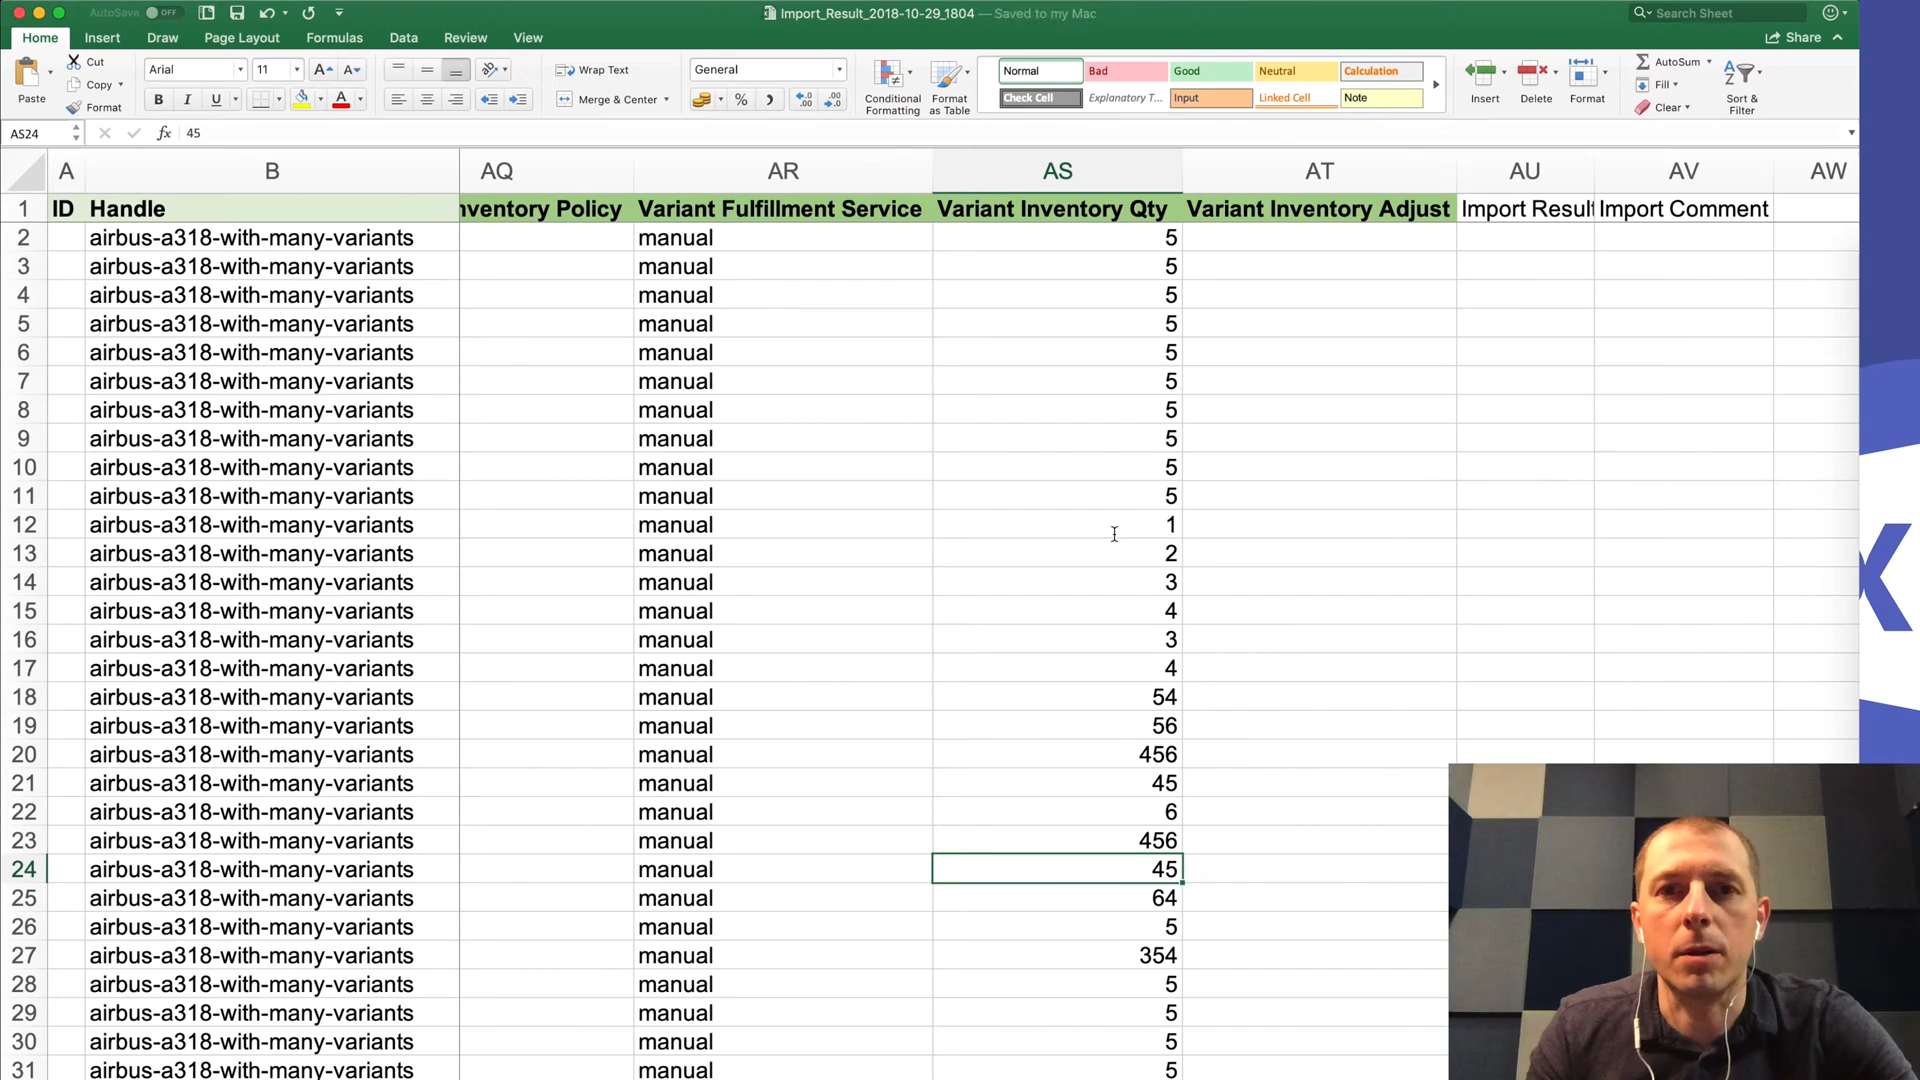 AutoSave OFF Import_Result_2018-10-29_1804 — Saved to my Mac Search Sheet
Home Insert Draw Page Layout Formulas Data Review View Share
Paste Cut Copy Format
Arial 11 B I U
Wrap Text
Merge & Center
General
Conditional Formatting
Format as Table
Normal Bad Good Neutral Calculation
Check Cell Explanatory T... Input Linked Cell Note
Insert Delete Format
AutoSum Fill Clear
Sort & Filter
AS24 fx 45
A B AQ AR AS AT AU AV AW
1 ID Handle nventory Policy Variant Fulfillment Service Variant Inventory Qty Variant Inventory Adjust Import Result Import Comment
2 airbus-a318-with-many-variants manual 5
3 airbus-a318-with-many-variants manual 5
4 airbus-a318-with-many-variants manual 5
5 airbus-a318-with-many-variants manual 5
6 airbus-a318-with-many-variants manual 5
7 airbus-a318-with-many-variants manual 5
8 airbus-a318-with-many-variants manual 5
9 airbus-a318-with-many-variants manual 5
10 airbus-a318-with-many-variants manual 5
11 airbus-a318-with-many-variants manual 5
12 airbus-a318-with-many-variants manual 1
13 airbus-a318-with-many-variants manual 2
14 airbus-a318-with-many-variants manual 3
15 airbus-a318-with-many-variants manual 4
16 airbus-a318-with-many-variants manual 3
17 airbus-a318-with-many-variants manual 4
18 airbus-a318-with-many-variants manual 54
19 airbus-a318-with-many-variants manual 56
20 airbus-a318-with-many-variants manual 456
21 airbus-a318-with-many-variants manual 45
22 airbus-a318-with-many-variants manual 6
23 airbus-a318-with-many-variants manual 456
24 airbus-a318-with-many-variants manual 45
25 airbus-a318-with-many-variants manual 64
26 airbus-a318-with-many-variants manual 5
27 airbus-a318-with-many-variants manual 354
28 airbus-a318-with-many-variants manual 5
29 airbus-a318-with-many-variants manual 5
30 airbus-a318-with-many-variants manual 5
31 airbus-a318-with-many-variants manual 5